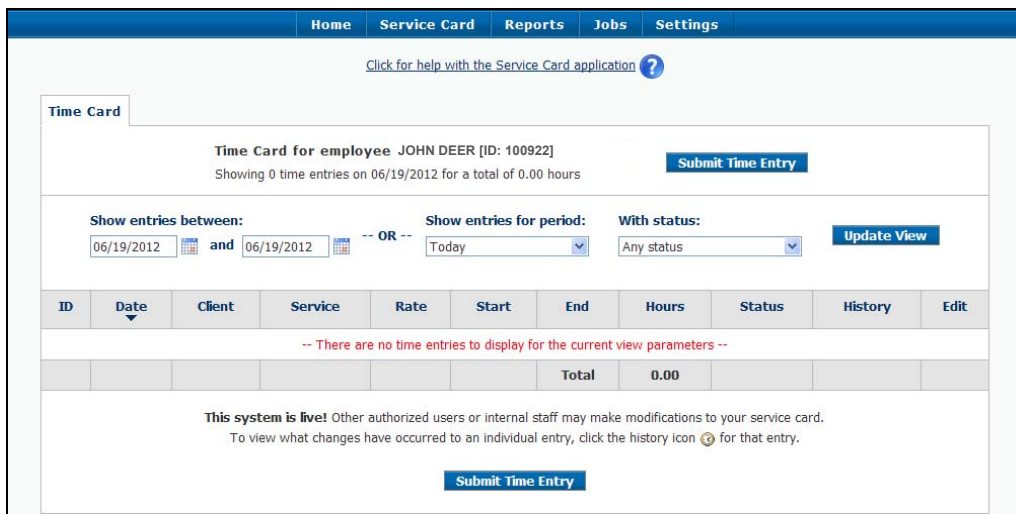 Home Service Card Reports Jobs Settings
Click for help with the Service Card application ?
Time Card
Time Card for employee JOHN DEER [ID: 100922]
Showing 0 time entries on 06/19/2012 for a total of 0.00 hours
Submit Time Entry
Show entries between: Show entries for period: With status:
06/19/2012 and 06/19/2012 -- OR -- Today Any status Update View
ID Date Client Service Rate Start End Hours Status History Edit
-- There are no time entries to display for the current view parameters --
Total 0.00
This system is live! Other authorized users or internal staff may make modifications to your service card.
To view what changes have occurred to an individual entry, click the history icon for that entry.
Submit Time Entry